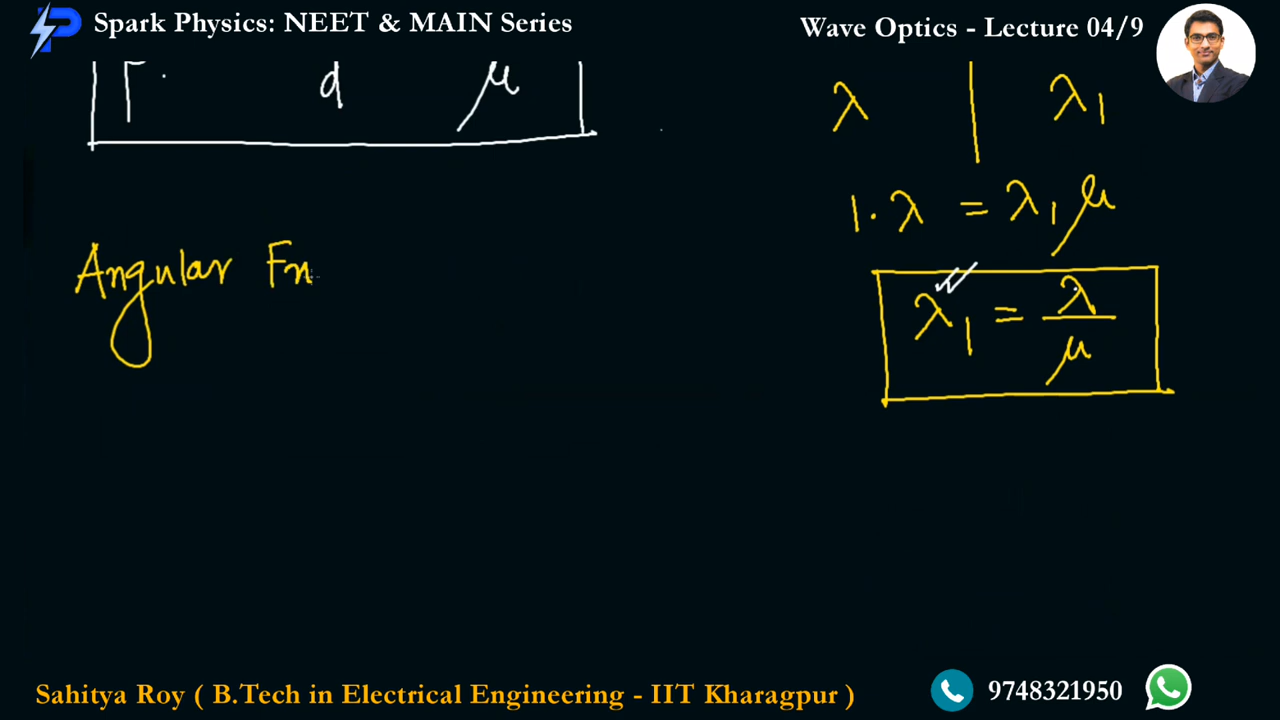 Spark Physics: NEET & MAIN Series
Wave Optics - Lecture 04/9
d μ
λ | λ₁
1·λ = λ₁μ
Angular Frn
λ₁ = λ/μ
Sahitya Roy ( B.Tech in Electrical Engineering - IIT Kharagpur )
9748321950